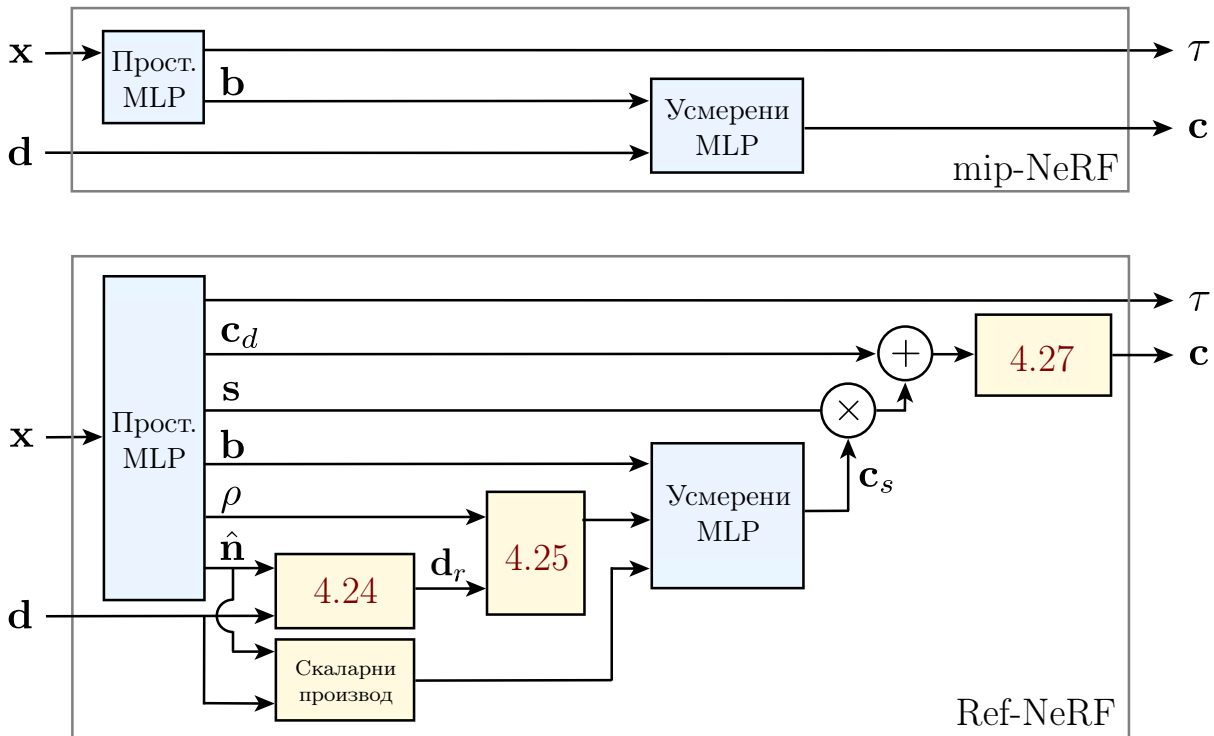 x
Прост.
MLP
τ
b
Усмерени
MLP
d
c
mip-NeRF
τ
c_d
4.27
c
s
x
Прост.
MLP
b
c_s
Усмерени
MLP
ρ
4.25
n̂
d_r
4.24
d
Скаларни
производ
Ref-NeRF